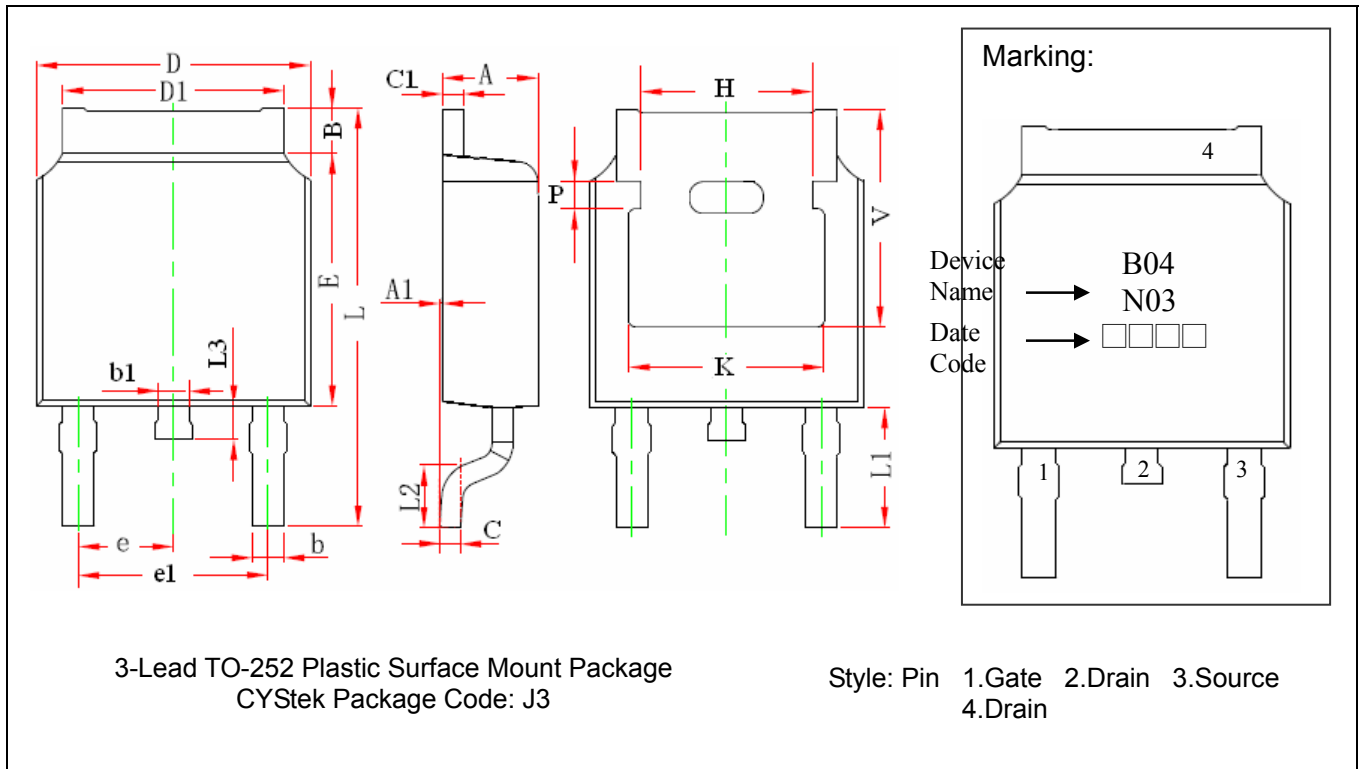 D
D1
B
E
L
L3
b1
e
e1
b
C1
A
A1
L2
C
H
P
V
K
L1
Marking:
4
Device
Name
B04
N03
Date
Code
□□□□
1
2
3
3-Lead TO-252 Plastic Surface Mount Package
CYStek Package Code: J3
Style: Pin 1.Gate 2.Drain 3.Source
4.Drain